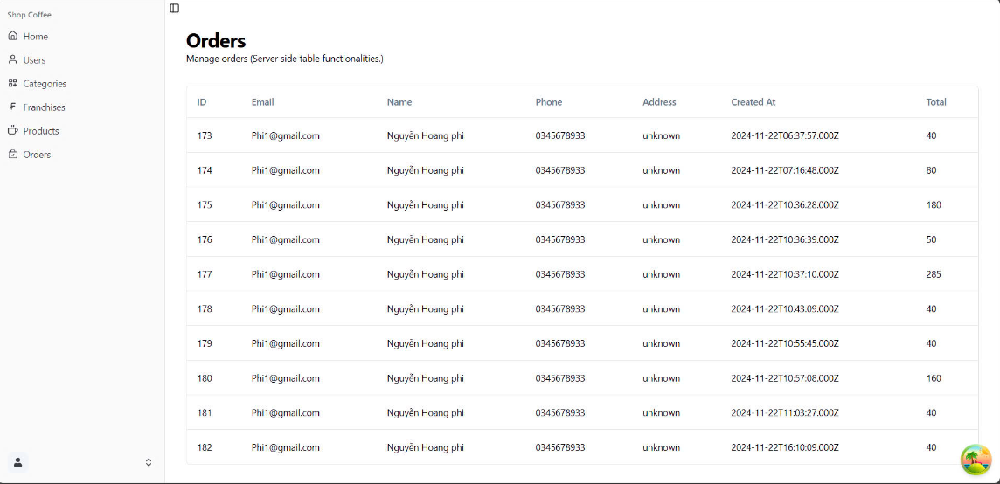 Shop Coffee
Home
Users
Categories
Franchises
Products
Orders
Orders
Manage orders (Server side table functionalities.)
ID Email Name Phone Address Created At Total
173 Phi1@gmail.com Nguyễn Hoang phi 0345678933 unknown 2024-11-22T06:37:57.000Z 40
174 Phi1@gmail.com Nguyễn Hoang phi 0345678933 unknown 2024-11-22T07:16:48.000Z 80
175 Phi1@gmail.com Nguyễn Hoang phi 0345678933 unknown 2024-11-22T10:36:28.000Z 180
176 Phi1@gmail.com Nguyễn Hoang phi 0345678933 unknown 2024-11-22T10:36:39.000Z 50
177 Phi1@gmail.com Nguyễn Hoang phi 0345678933 unknown 2024-11-22T10:37:10.000Z 285
178 Phi1@gmail.com Nguyễn Hoang phi 0345678933 unknown 2024-11-22T10:43:09.000Z 40
179 Phi1@gmail.com Nguyễn Hoang phi 0345678933 unknown 2024-11-22T10:55:45.000Z 40
180 Phi1@gmail.com Nguyễn Hoang phi 0345678933 unknown 2024-11-22T10:57:08.000Z 160
181 Phi1@gmail.com Nguyễn Hoang phi 0345678933 unknown 2024-11-22T11:03:27.000Z 40
182 Phi1@gmail.com Nguyễn Hoang phi 0345678933 unknown 2024-11-22T16:10:09.000Z 40